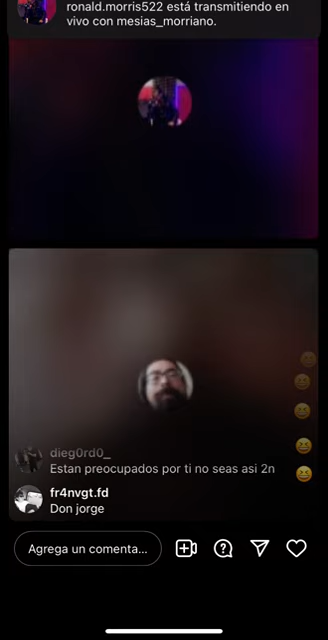 ronald.morris522 está transmitiendo en
vivo con mesias_morriano.
dieg0rd0_
Estan preocupados por ti no seas asi 2n
fr4nvgt.fd
Don jorge
Agrega un comenta...